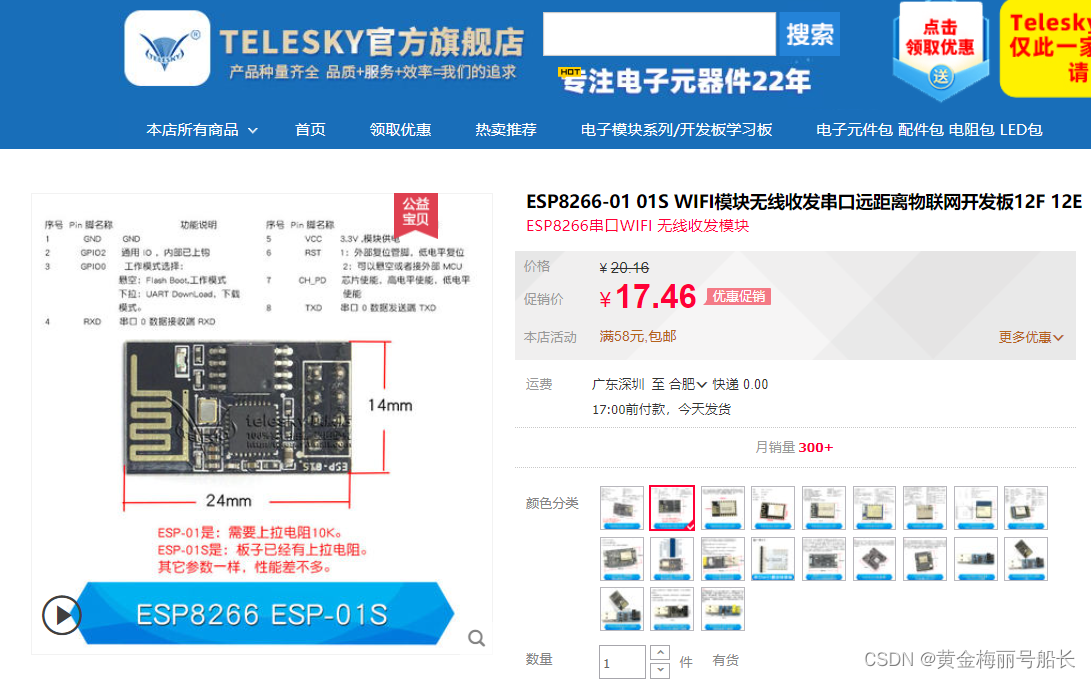 TELESKY官方旗舰店
产品种量齐全 品质+服务+效率=我们的追求
搜索
HOT
专注电子元器件22年
点击
领取优惠
送
Telesky
仅此一家
请
本店所有商品
首页
领取优惠
热卖推荐
电子模块系列/开发板学习板
电子元件包 配件包 电阻包 LED包
公益
宝贝
序号 Pin 脚名称 功能说明
1 GND GND
2 GPIO2 通用 IO，内部已上钩
3 GPIO0 工作模式选择:
悬空: Flash Boot,工作模式
下拉: UART DownLoad，下载
模式。
4 RXD 串口 0 数据接收端 RXD
序号 Pin 脚名称
5 VCC 3.3V ,模块供电
6 RST 1: 外部复位管脚, 低电平复位
2: 可以悬空或者接外部 MCU
7 CH_PD 芯片使能，高电平使能、低电平
使能
8 TXD 串口 0 数据发送端 TXD
telesky
ESP-01S
14mm
24mm
ESP-01是: 需要上拉电阻10K。
ESP-01S是: 板子已经有上拉电阻。
其它参数一样, 性能差不多。
ESP8266 ESP-01S
ESP8266-01 01S WIFI模块无线收发串口远距离物联网开发板12F 12E
ESP8266串口WIFI 无线收发模块
价格 ¥ 20.16
促销价 ¥ 17.46 优惠促销
本店活动 满58元,包邮 更多优惠
运费 广东深圳 至 合肥 快递 0.00
17:00前付款，今天发货
月销量 300+
颜色分类
数量 1 件 有货
CSDN @黄金梅丽号船长